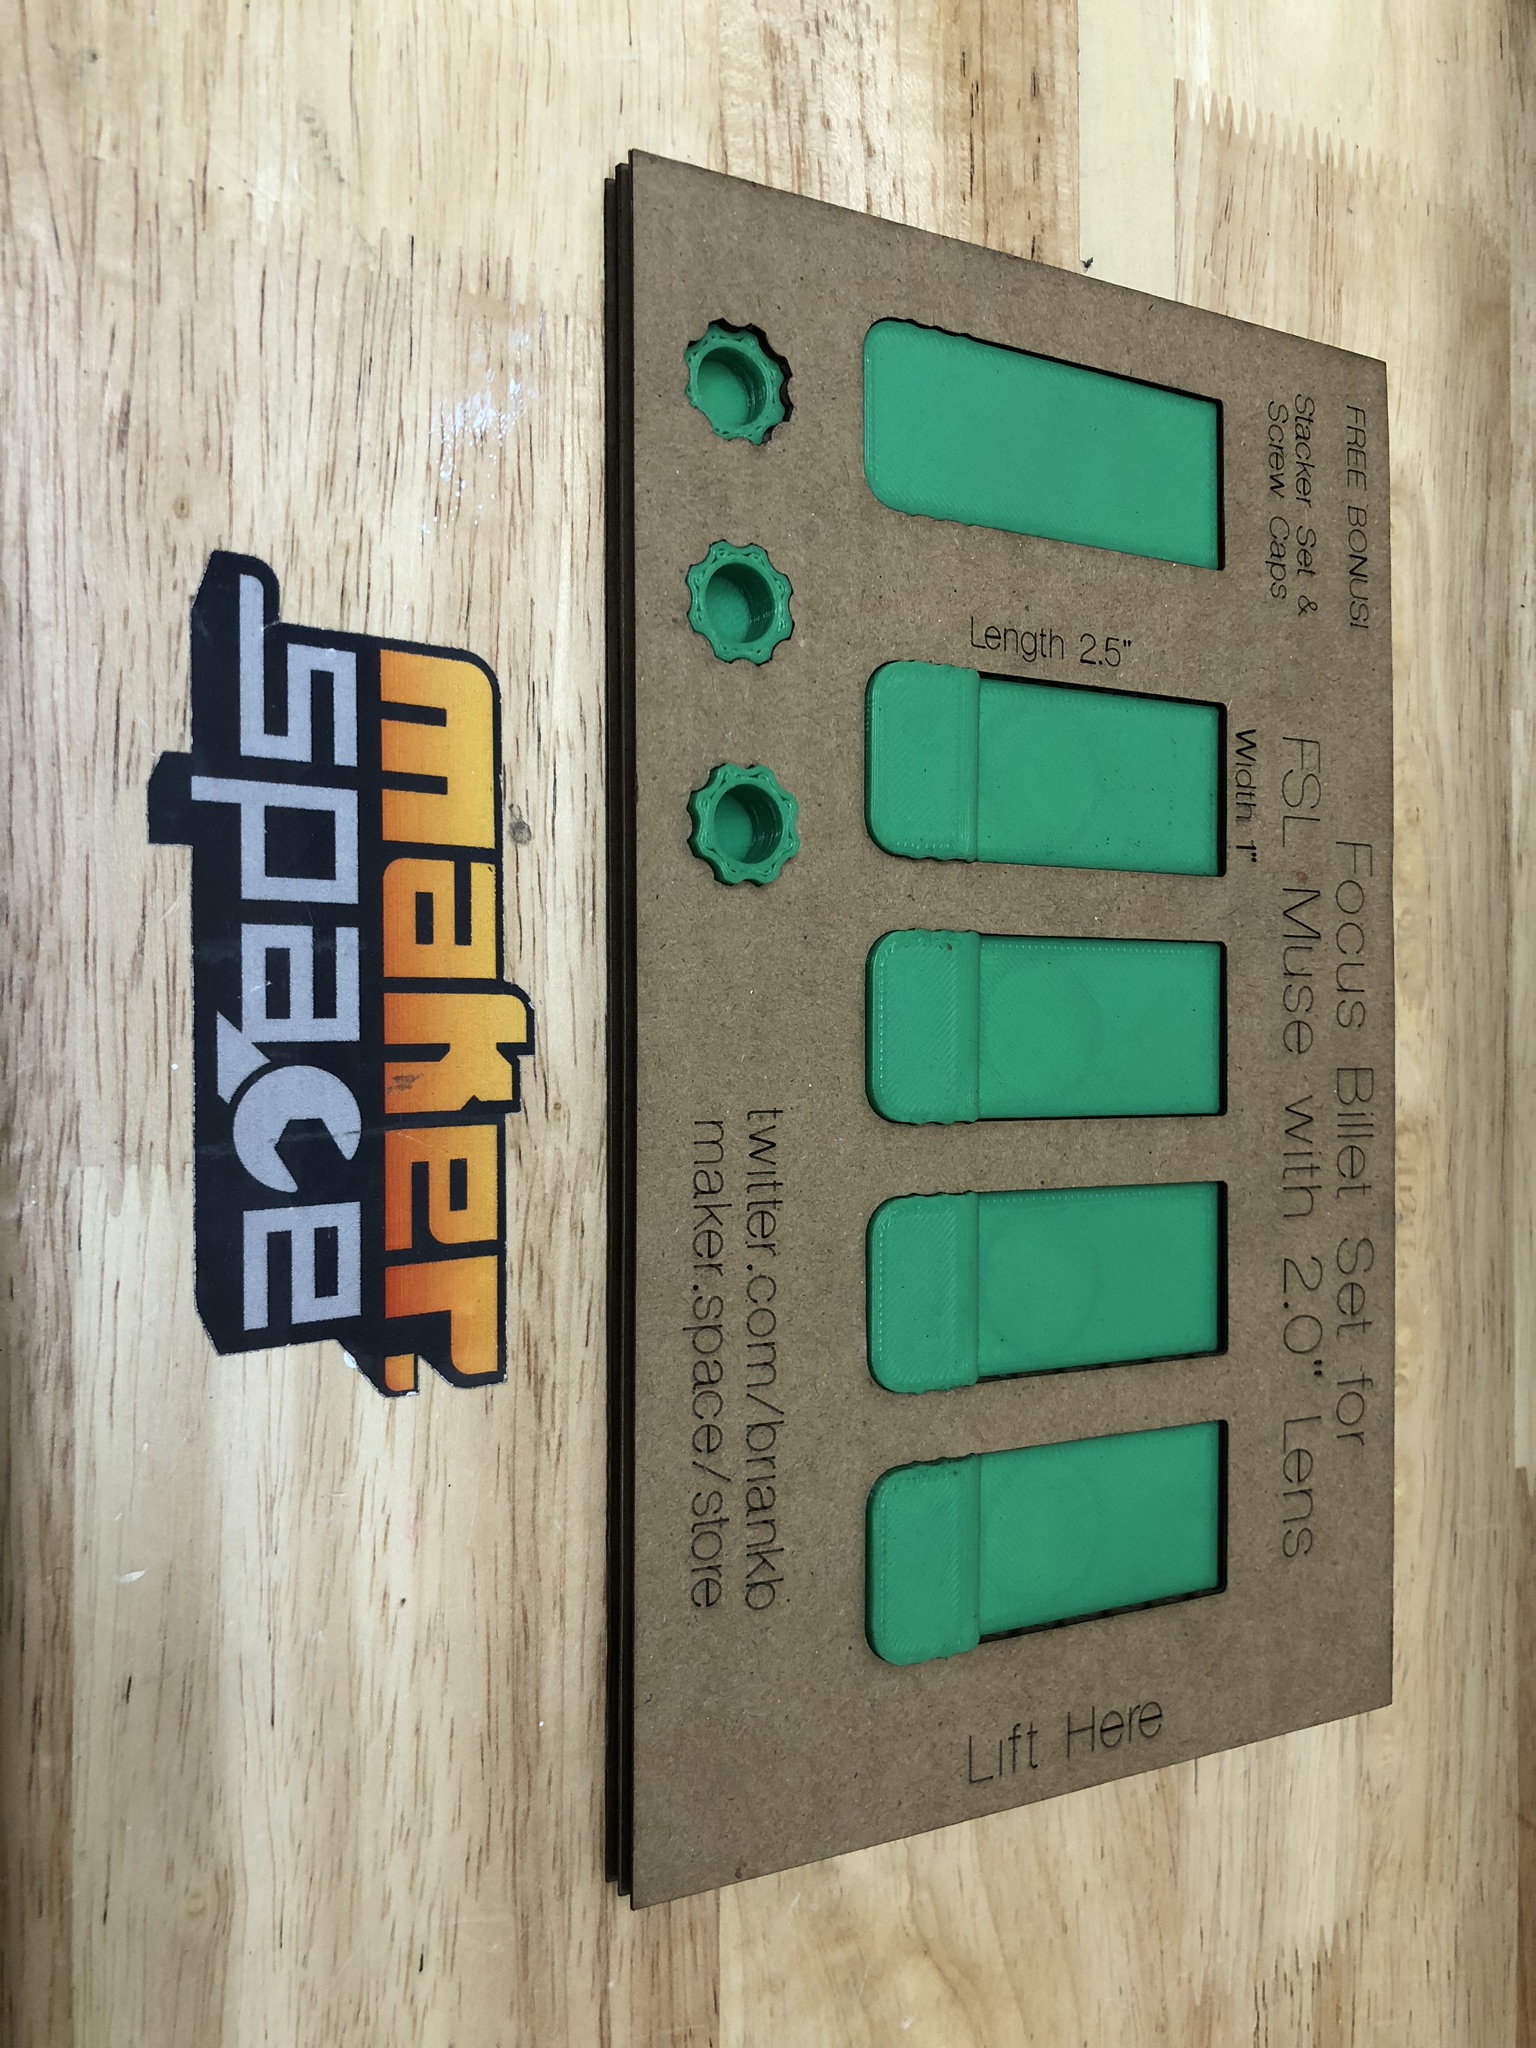 FREE BONUS!
Stacker Set &
Screw Caps
Focus Billet Set for
FSL Muse with 2.0" Lens
Width 1"
Length 2.5"
Lift Here
twitter.com/briankb
maker.space/store
maker.
space